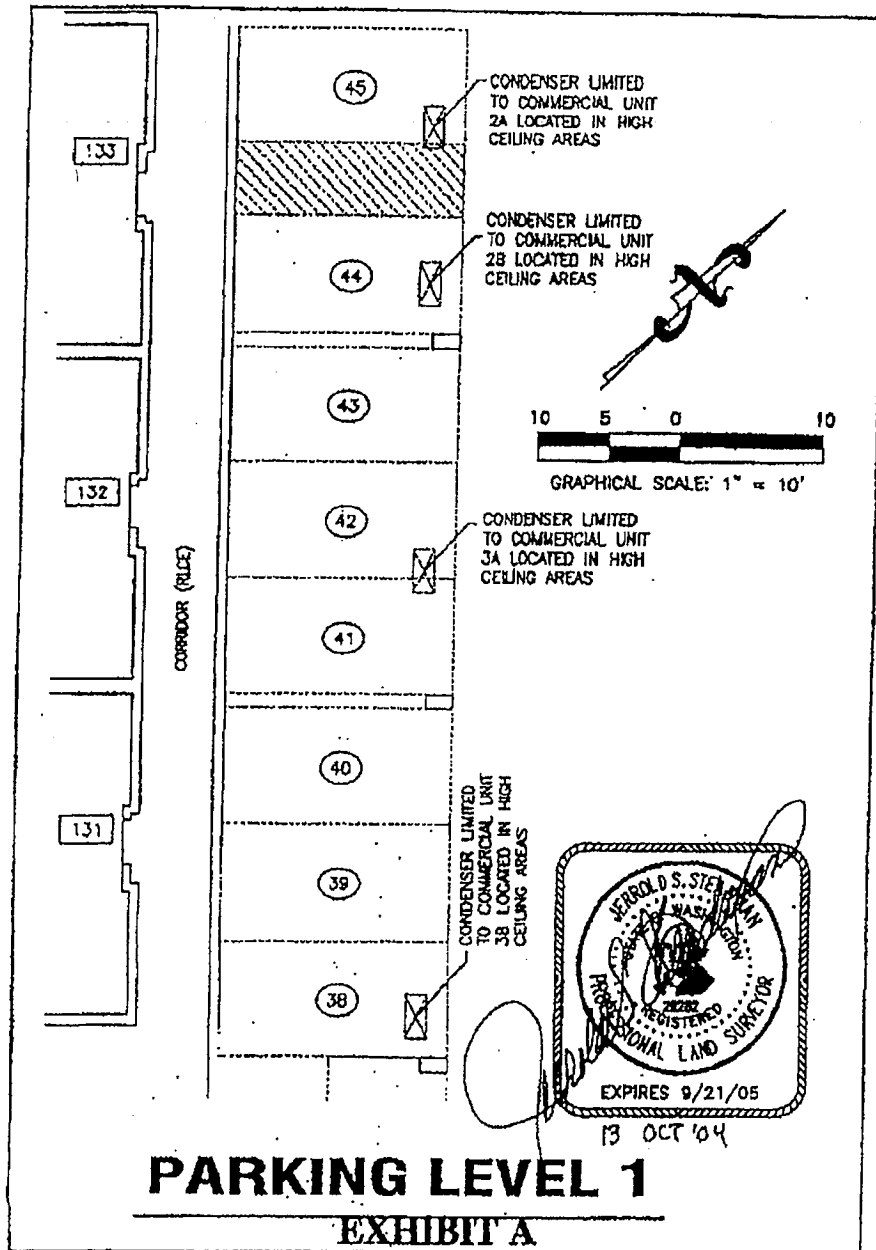 45
CONDENSER LIMITED
TO COMMERCIAL UNIT
2A LOCATED IN HIGH
CEILING AREAS
133
CONDENSER LIMITED
TO COMMERCIAL UNIT
2B LOCATED IN HIGH
CEILING AREAS
44
43
10 5 0 10
GRAPHICAL SCALE: 1" = 10'
132
42
CONDENSER LIMITED
TO COMMERCIAL UNIT
3A LOCATED IN HIGH
CEILING AREAS
CORRIDOR (RLCE)
41
40
131
CONDENSER LIMITED
TO COMMERCIAL UNIT
3B LOCATED IN HIGH
CEILING AREAS
39
38
JERROLD S.
STATE OF WASHINGTON
REGISTERED
PROFESSIONAL LAND SURVEYOR
EXPIRES 9/21/05
13 OCT '04
PARKING LEVEL 1
EXHIBIT A